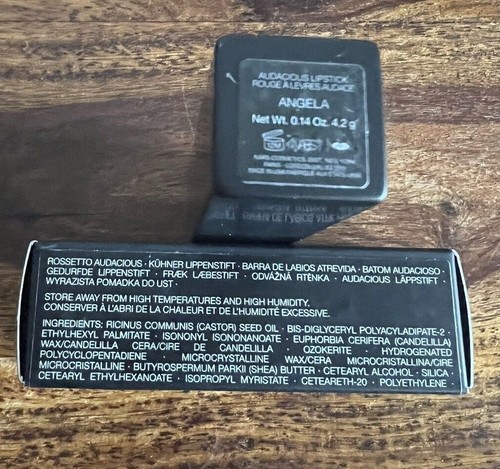 AUDACIOUS LIPSTICK
ROUGE À LÈVRES AUDACE
ANGELA
Net Wt. 0.14 Oz. 4.2 g
12M
ROSSETTO AUDACIOUS · KÜHNER LIPPENSTIFT · BARRA DE LABIOS ATREVIDA · BATOM AUDACIOSO ·
GEDURFDE LIPPENSTIFT · FRÆK LÆBESTIFT · ODVÁŽNÁ RTĚNKA · AUDACIOUS LÄPPSTIFT ·
WYRAZISTA POMADKA DO UST ·
STORE AWAY FROM HIGH TEMPERATURES AND HIGH HUMIDITY.
CONSERVER À L'ABRI DE LA CHALEUR ET DE L'HUMIDITÉ EXCESSIVE.
INGREDIENTS: RICINUS COMMUNIS (CASTOR) SEED OIL · BIS-DIGLYCERYL POLYACYLADIPATE-2 ·
ETHYLHEXYL PALMITATE · ISONONYL ISONONANOATE · EUPHORBIA CERIFERA (CANDELILLA)
WAX/CANDELILLA CERA/CIRE DE CANDELILLA · OZOKERITE · HYDROGENATED
POLYCYCLOPENTADIENE · MICROCRYSTALLINE WAX/CERA MICROCRISTALLINA/CIRE
MICROCRISTALLINE · BUTYROSPERMUM PARKII (SHEA) BUTTER · CETEARYL ALCOHOL · SILICA ·
CETEARYL ETHYLHEXANOATE · ISOPROPYL MYRISTATE · CETEARETH-20 · POLYETHYLENE ·